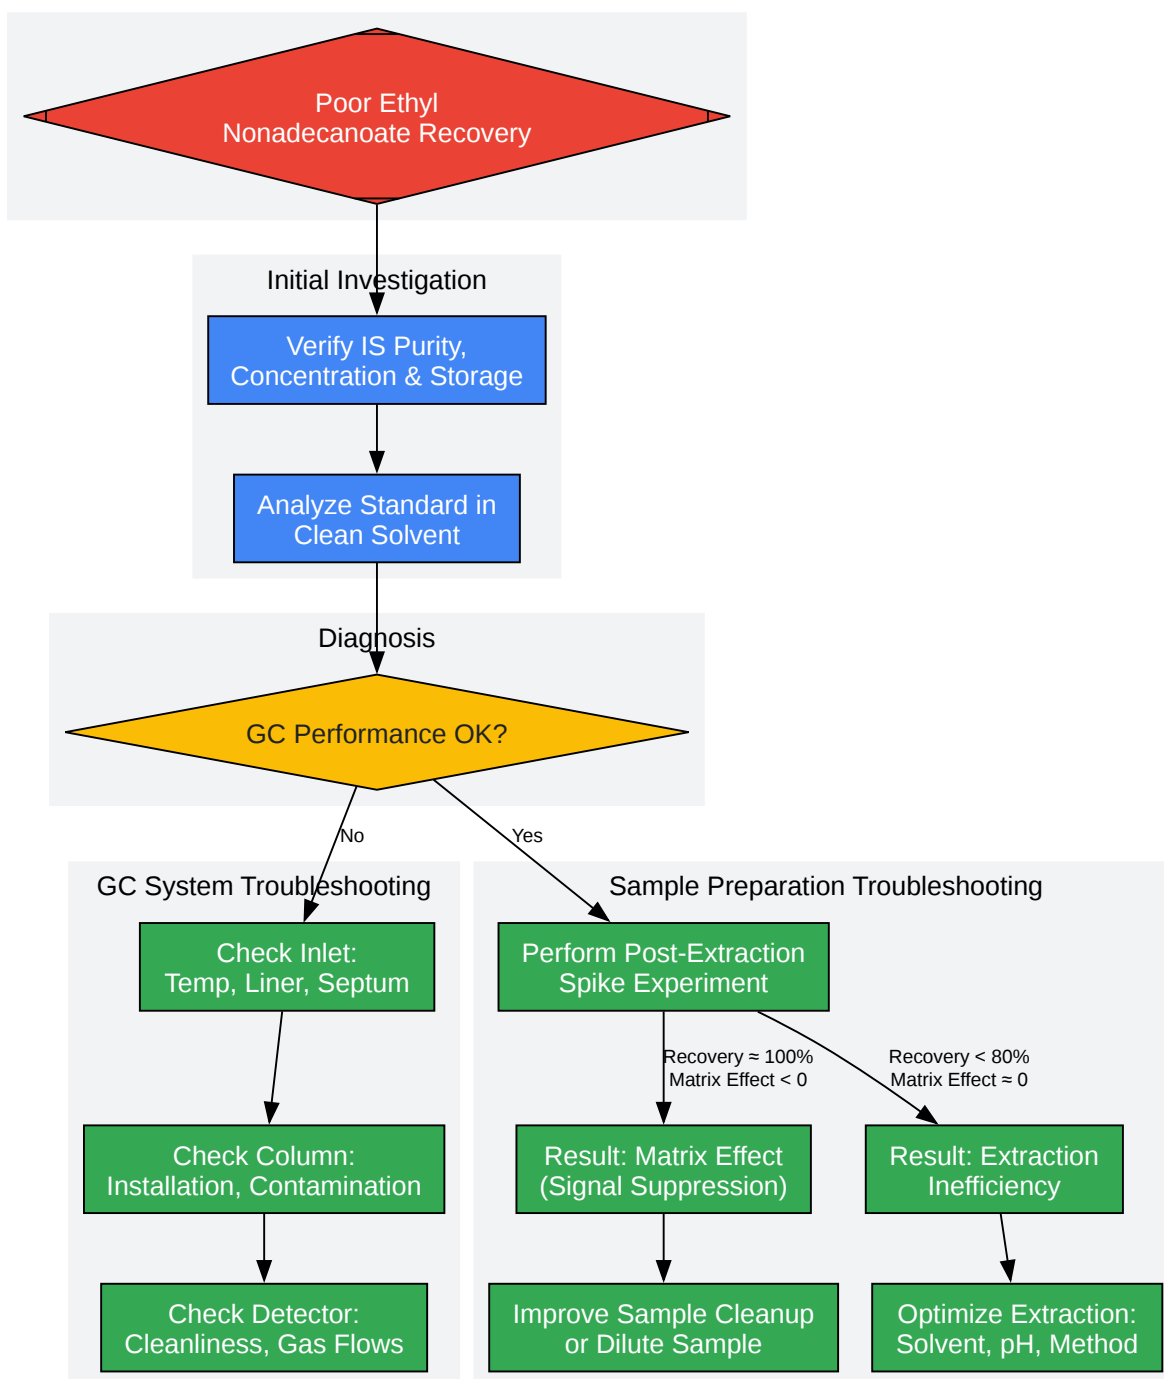 Poor Ethyl
Nonadecanoate Recovery
Initial Investigation
Verify IS Purity,
Concentration & Storage
Analyze Standard in
Clean Solvent
Diagnosis
GC Performance OK?
No
Yes
GC System Troubleshooting
Check Inlet:
Temp, Liner, Septum
Check Column:
Installation, Contamination
Check Detector:
Cleanliness, Gas Flows
Sample Preparation Troubleshooting
Perform Post-Extraction
Spike Experiment
Recovery ≈ 100%
Matrix Effect < 0
Recovery < 80%
Matrix Effect ≈ 0
Result: Matrix Effect
(Signal Suppression)
Result: Extraction
Inefficiency
Improve Sample Cleanup
or Dilute Sample
Optimize Extraction:
Solvent, pH, Method